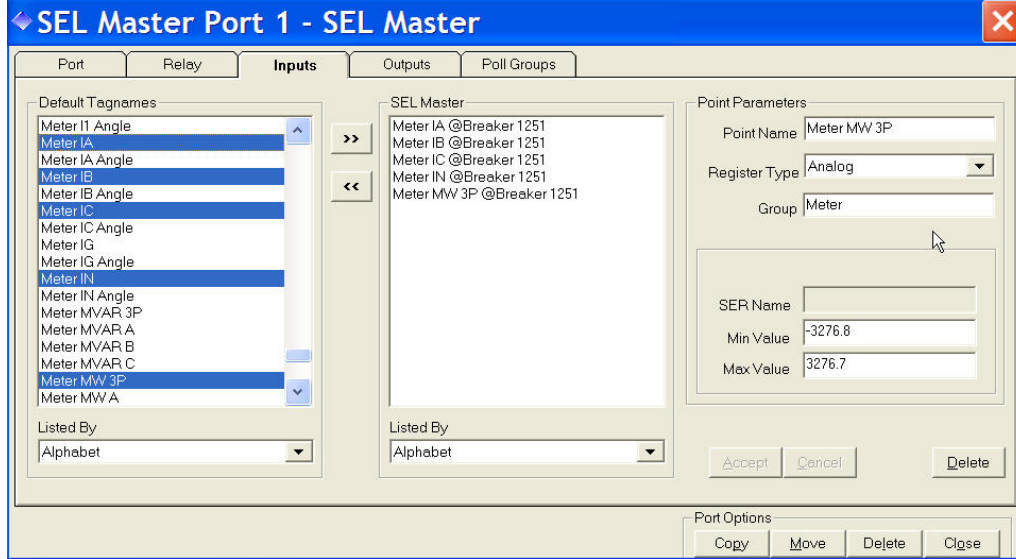 SEL Master Port 1 - SEL Master
Port
Relay
Inputs
Outputs
Poll Groups
Default Tagnames
Meter I1 Angle
Meter IA
Meter IA Angle
Meter IB
Meter IB Angle
Meter IC
Meter IC Angle
Meter IG
Meter IG Angle
Meter IN
Meter IN Angle
Meter MVAR 3P
Meter MVAR A
Meter MVAR B
Meter MVAR C
Meter MW 3P
Meter MW A
Listed By
Alphabet
>>
<<
SEL Master
Meter IA @Breaker 1251
Meter IB @Breaker 1251
Meter IC @Breaker 1251
Meter IN @Breaker 1251
Meter MW 3P @Breaker 1251
Listed By
Alphabet
Point Parameters
Point Name Meter MW 3P
Register Type Analog
Group Meter
SER Name
Min Value -3276.8
Max Value 3276.7
Accept
Cancel
Delete
Port Options
Copy
Move
Delete
Close